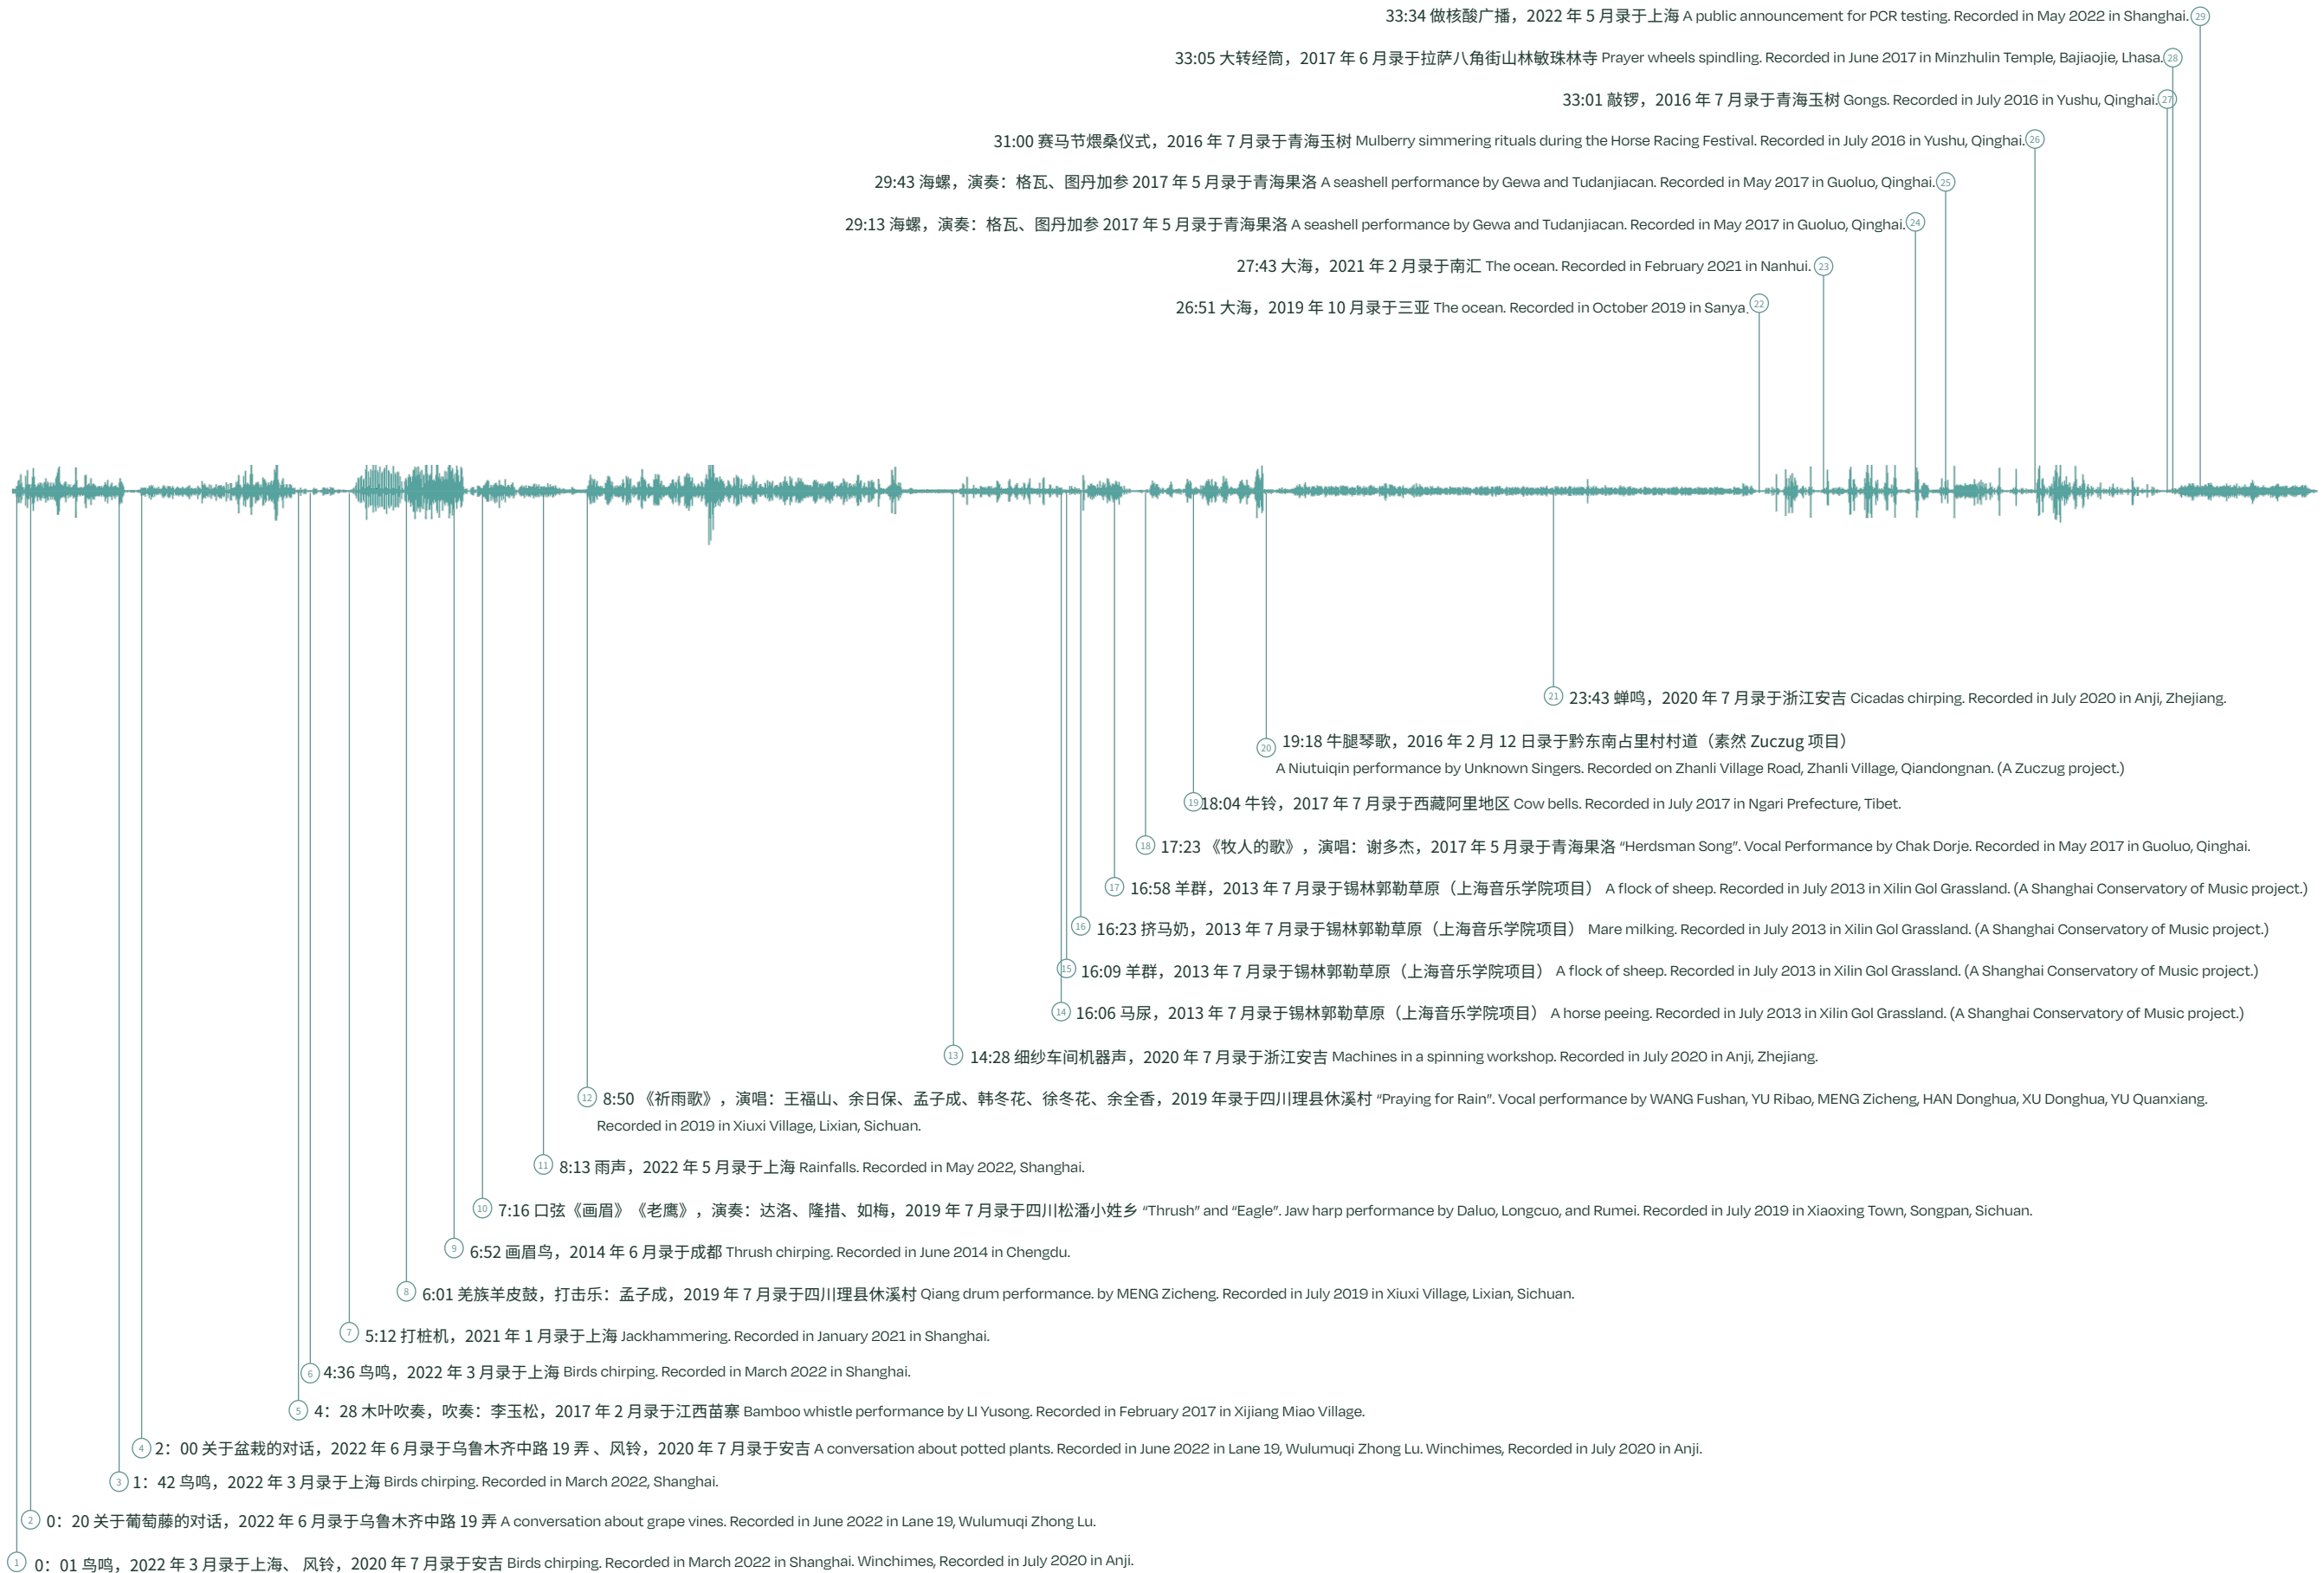 33:34 做核酸广播，2022 年 5 月录于上海 A public announcement for PCR testing. Recorded in May 2022 in Shanghai. 29
33:05 大转经筒，2017 年 6 月录于拉萨八角街山林敏珠林寺 Prayer wheels spindling. Recorded in June 2017 in Minzhulin Temple, Bajiaojie, Lhasa. 28
33:01 敲锣，2016 年 7 月录于青海玉树 Gongs. Recorded in July 2016 in Yushu, Qinghai. 27
31:00 赛马节煨桑仪式，2016 年 7 月录于青海玉树 Mulberry simmering rituals during the Horse Racing Festival. Recorded in July 2016 in Yushu, Qinghai. 26
29:43 海螺，演奏：格瓦、图丹加参 2017 年 5 月录于青海果洛 A seashell performance by Gewa and Tudanjiacan. Recorded in May 2017 in Guoluo, Qinghai. 25
29:13 海螺，演奏：格瓦、图丹加参 2017 年 5 月录于青海果洛 A seashell performance by Gewa and Tudanjiacan. Recorded in May 2017 in Guoluo, Qinghai. 24
27:43 大海，2021 年 2 月录于南汇 The ocean. Recorded in February 2021 in Nanhui. 23
26:51 大海，2019 年 10 月录于三亚 The ocean. Recorded in October 2019 in Sanya. 22
21 23:43 蝉鸣，2020 年 7 月录于浙江安吉 Cicadas chirping. Recorded in July 2020 in Anji, Zhejiang.
20 19:18 牛腿琴歌，2016 年 2 月 12 日录于黔东南占里村村道（素然 Zuczug 项目）
A Niutuiqin performance by Unknown Singers. Recorded on Zhanli Village Road, Zhanli Village, Qiandongnan. (A Zuczug project.)
19 18:04 牛铃，2017 年 7 月录于西藏阿里地区 Cow bells. Recorded in July 2017 in Ngari Prefecture, Tibet.
18 17:23 《牧人的歌》，演唱：谢多杰，2017 年 5 月录于青海果洛 “Herdsman Song”. Vocal Performance by Chak Dorje. Recorded in May 2017 in Guoluo, Qinghai.
17 16:58 羊群，2013 年 7 月录于锡林郭勒草原（上海音乐学院项目） A flock of sheep. Recorded in July 2013 in Xilin Gol Grassland. (A Shanghai Conservatory of Music project.)
16 16:23 挤马奶，2013 年 7 月录于锡林郭勒草原（上海音乐学院项目） Mare milking. Recorded in July 2013 in Xilin Gol Grassland. (A Shanghai Conservatory of Music project.)
15 16:09 羊群，2013 年 7 月录于锡林郭勒草原（上海音乐学院项目） A flock of sheep. Recorded in July 2013 in Xilin Gol Grassland. (A Shanghai Conservatory of Music project.)
14 16:06 马尿，2013 年 7 月录于锡林郭勒草原（上海音乐学院项目） A horse peeing. Recorded in July 2013 in Xilin Gol Grassland. (A Shanghai Conservatory of Music project.)
13 14:28 细纱车间机器声，2020 年 7 月录于浙江安吉 Machines in a spinning workshop. Recorded in July 2020 in Anji, Zhejiang.
12 8:50 《祈雨歌》，演唱：王福山、余日保、孟子成、韩冬花、徐冬花、余全香，2019 年录于四川理县休溪村 “Praying for Rain”. Vocal performance by WANG Fushan, YU Ribao, MENG Zicheng, HAN Donghua, XU Donghua, YU Quanxiang.
Recorded in 2019 in Xiuxi Village, Lixian, Sichuan.
11 8:13 雨声，2022 年 5 月录于上海 Rainfalls. Recorded in May 2022, Shanghai.
10 7:16 口弦《画眉》《老鹰》，演奏：达洛、隆措、如梅，2019 年 7 月录于四川松潘小姓乡 “Thrush” and “Eagle”. Jaw harp performance by Daluo, Longcuo, and Rumei. Recorded in July 2019 in Xiaoxing Town, Songpan, Sichuan.
9 6:52 画眉鸟，2014 年 6 月录于成都 Thrush chirping. Recorded in June 2014 in Chengdu.
8 6:01 羌族羊皮鼓，打击乐：孟子成，2019 年 7 月录于四川理县休溪村 Qiang drum performance. by MENG Zicheng. Recorded in July 2019 in Xiuxi Village, Lixian, Sichuan.
7 5:12 打桩机，2021 年 1 月录于上海 Jackhammering. Recorded in January 2021 in Shanghai.
6 4:36 鸟鸣，2022 年 3 月录于上海 Birds chirping. Recorded in March 2022 in Shanghai.
5 4：28 木叶吹奏，吹奏：李玉松，2017 年 2 月录于江西苗寨 Bamboo whistle performance by LI Yusong. Recorded in February 2017 in Xijiang Miao Village.
4 2：00 关于盆栽的对话，2022 年 6 月录于乌鲁木齐中路 19 弄 、风铃，2020 年 7 月录于安吉 A conversation about potted plants. Recorded in June 2022 in Lane 19, Wulumuqi Zhong Lu. Winchimes, Recorded in July 2020 in Anji.
3 1：42 鸟鸣，2022 年 3 月录于上海 Birds chirping. Recorded in March 2022, Shanghai.
2 0：20 关于葡萄藤的对话，2022 年 6 月录于乌鲁木齐中路 19 弄 A conversation about grape vines. Recorded in June 2022 in Lane 19, Wulumuqi Zhong Lu.
1 0：01 鸟鸣，2022 年 3 月录于上海、 风铃，2020 年 7 月录于安吉 Birds chirping. Recorded in March 2022 in Shanghai. Winchimes, Recorded in July 2020 in Anji.